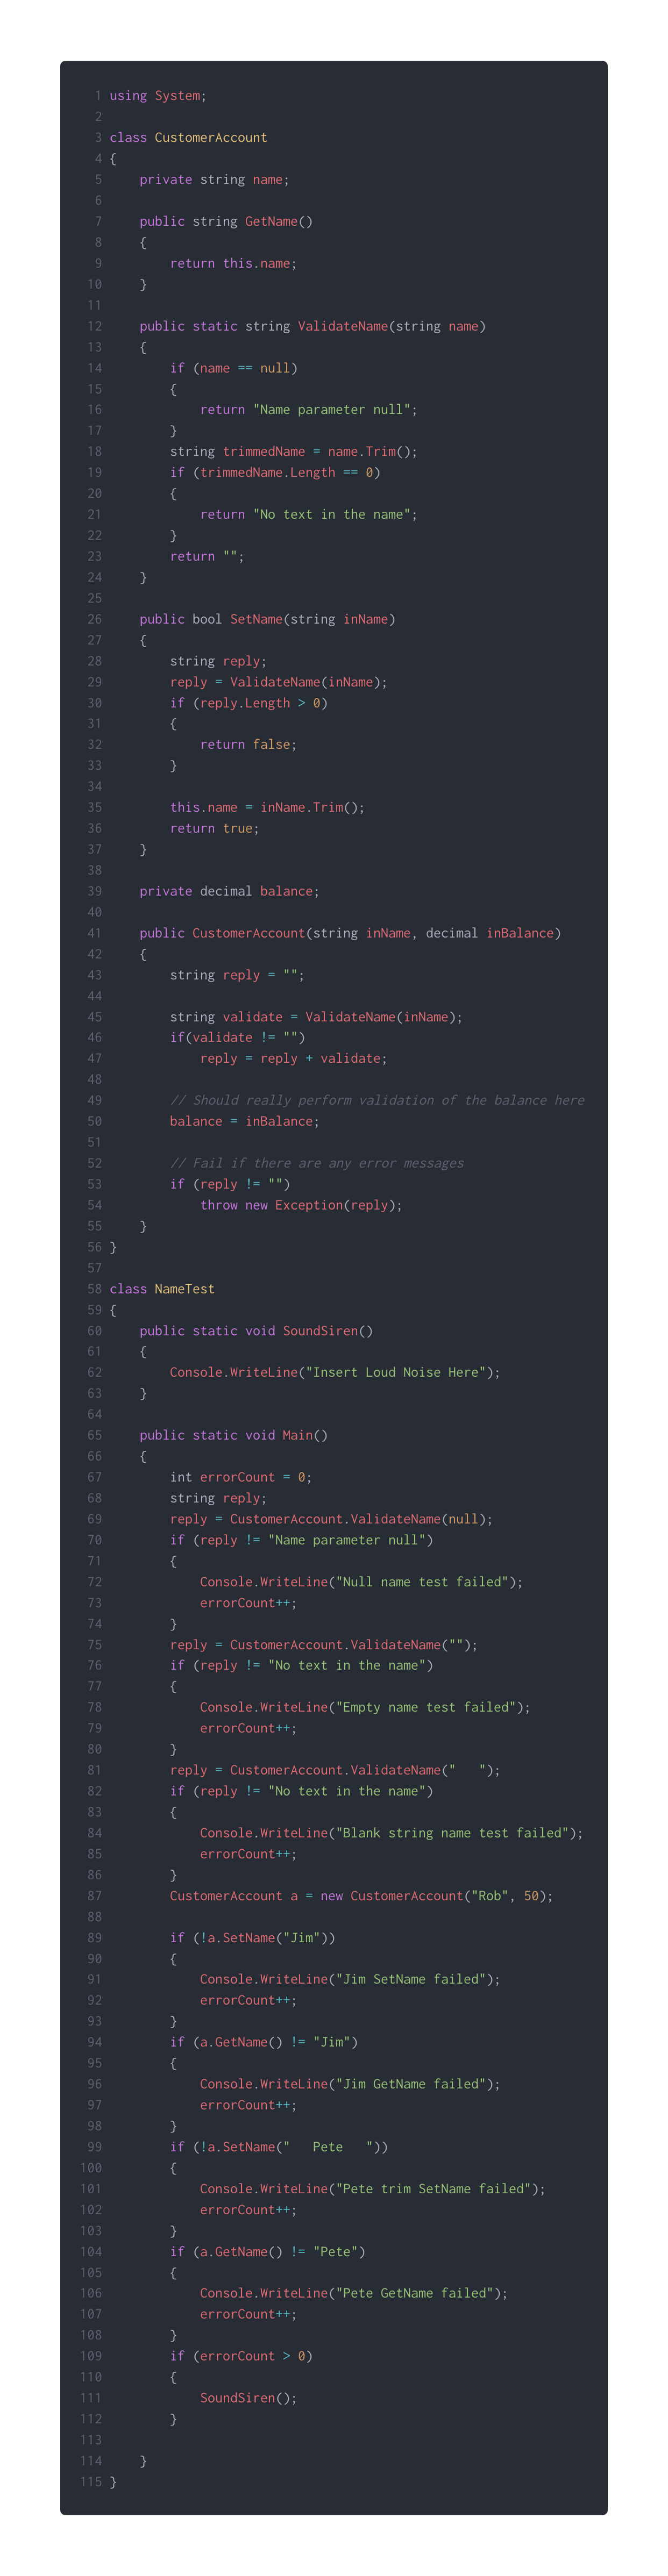 1 using System;
2
3 class CustomerAccount
4 {
5     private string name;
6
7     public string GetName()
8     {
9         return this.name;
10     }
11
12     public static string ValidateName(string name)
13     {
14         if (name == null)
15         {
16             return "Name parameter null";
17         }
18         string trimmedName = name.Trim();
19         if (trimmedName.Length == 0)
20         {
21             return "No text in the name";
22         }
23         return "";
24     }
25
26     public bool SetName(string inName)
27     {
28         string reply;
29         reply = ValidateName(inName);
30         if (reply.Length > 0)
31         {
32             return false;
33         }
34
35         this.name = inName.Trim();
36         return true;
37     }
38
39     private decimal balance;
40
41     public CustomerAccount(string inName, decimal inBalance)
42     {
43         string reply = "";
44
45         string validate = ValidateName(inName);
46         if(validate != "")
47             reply = reply + validate;
48
49         // Should really perform validation of the balance here
50         balance = inBalance;
51
52         // Fail if there are any error messages
53         if (reply != "")
54             throw new Exception(reply);
55     }
56 }
57
58 class NameTest
59 {
60     public static void SoundSiren()
61     {
62         Console.WriteLine("Insert Loud Noise Here");
63     }
64
65     public static void Main()
66     {
67         int errorCount = 0;
68         string reply;
69         reply = CustomerAccount.ValidateName(null);
70         if (reply != "Name parameter null")
71         {
72             Console.WriteLine("Null name test failed");
73             errorCount++;
74         }
75         reply = CustomerAccount.ValidateName("");
76         if (reply != "No text in the name")
77         {
78             Console.WriteLine("Empty name test failed");
79             errorCount++;
80         }
81         reply = CustomerAccount.ValidateName("   ");
82         if (reply != "No text in the name")
83         {
84             Console.WriteLine("Blank string name test failed");
85             errorCount++;
86         }
87         CustomerAccount a = new CustomerAccount("Rob", 50);
88
89         if (!a.SetName("Jim"))
90         {
91             Console.WriteLine("Jim SetName failed");
92             errorCount++;
93         }
94         if (a.GetName() != "Jim")
95         {
96             Console.WriteLine("Jim GetName failed");
97             errorCount++;
98         }
99         if (!a.SetName("   Pete   "))
100         {
101             Console.WriteLine("Pete trim SetName failed");
102             errorCount++;
103         }
104         if (a.GetName() != "Pete")
105         {
106             Console.WriteLine("Pete GetName failed");
107             errorCount++;
108         }
109         if (errorCount > 0)
110         {
111             SoundSiren();
112         }
113
114     }
115 }